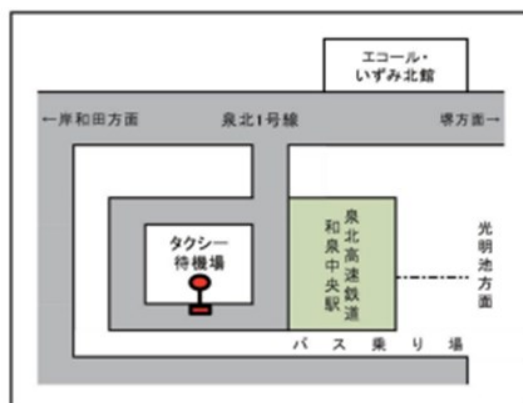 エコール・
いずみ北館
←岸和田方面
泉北1号線
堺方面→
タクシー
待機場
泉北高速鉄道
和泉中央駅
光明池方面
バス乗り場